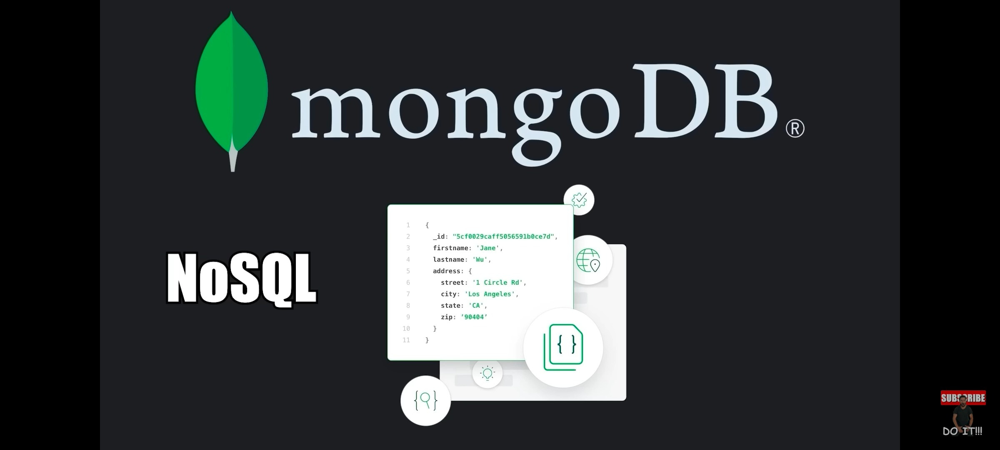 mongoDB®
NoSQL
1 {
2 _id: "5cf0029caff5056591b0ce7d",
3 firstname: 'Jane',
4 lastname: 'Wu',
5 address: {
6 street: '1 Circle Rd',
7 city: 'Los Angeles',
8 state: 'CA',
9 zip: ’90404’
10 }
11 }
{ }
{ }
SUBSCRIBE
DO IT!!!